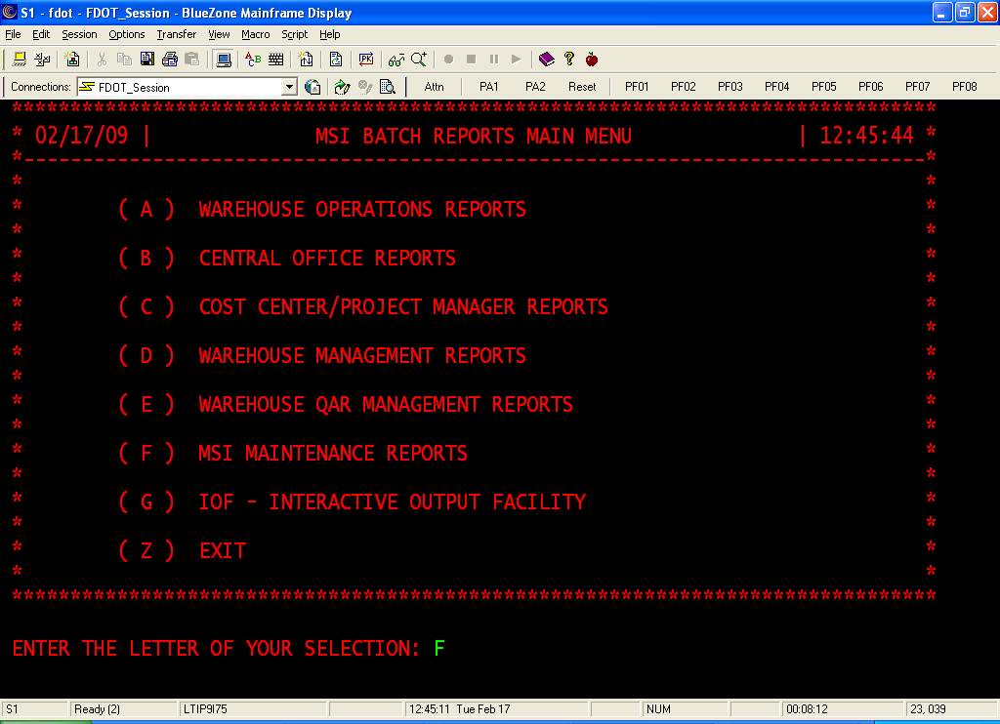 S1 - fdot - FDOT_Session - BlueZone Mainframe Display
File Edit Session Options Transfer View Macro Script Help
Connections: FDOT_Session Attn PA1 PA2 Reset PF01 PF02 PF03 PF04 PF05 PF06 PF07 PF08
*******************************************************************************
* 02/17/09 | MSI BATCH REPORTS MAIN MENU | 12:45:44 *
*-----------------------------------------------------------------------------*
* *
* ( A ) WAREHOUSE OPERATIONS REPORTS *
* *
* ( B ) CENTRAL OFFICE REPORTS *
* *
* ( C ) COST CENTER/PROJECT MANAGER REPORTS *
* *
* ( D ) WAREHOUSE MANAGEMENT REPORTS *
* *
* ( E ) WAREHOUSE QAR MANAGEMENT REPORTS *
* *
* ( F ) MSI MAINTENANCE REPORTS *
* *
* ( G ) IOF - INTERACTIVE OUTPUT FACILITY *
* *
* ( Z ) EXIT *
* *
*******************************************************************************
ENTER THE LETTER OF YOUR SELECTION: F
S1 Ready (2) LTIP9I75 12:45:11 Tue Feb 17 NUM 00:08:12 23, 039